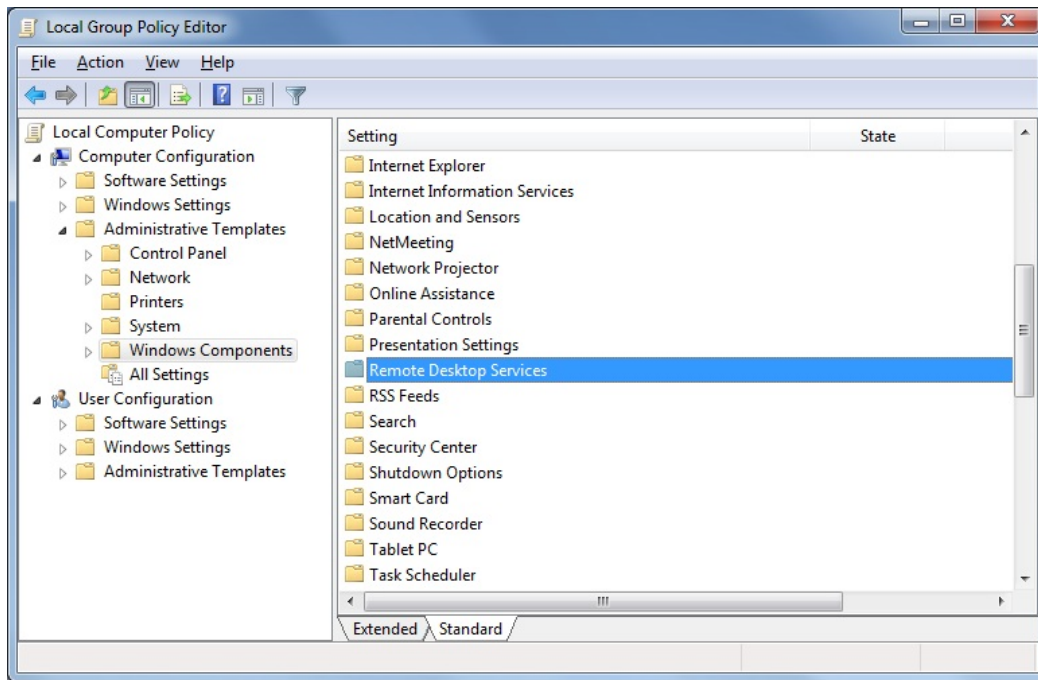 Local Group Policy Editor
File Action View Help
Local Computer Policy
Computer Configuration
Software Settings
Windows Settings
Administrative Templates
Control Panel
Network
Printers
System
Windows Components
All Settings
User Configuration
Software Settings
Windows Settings
Administrative Templates
Setting State
Internet Explorer
Internet Information Services
Location and Sensors
NetMeeting
Network Projector
Online Assistance
Parental Controls
Presentation Settings
Remote Desktop Services
RSS Feeds
Search
Security Center
Shutdown Options
Smart Card
Sound Recorder
Tablet PC
Task Scheduler
Extended Standard